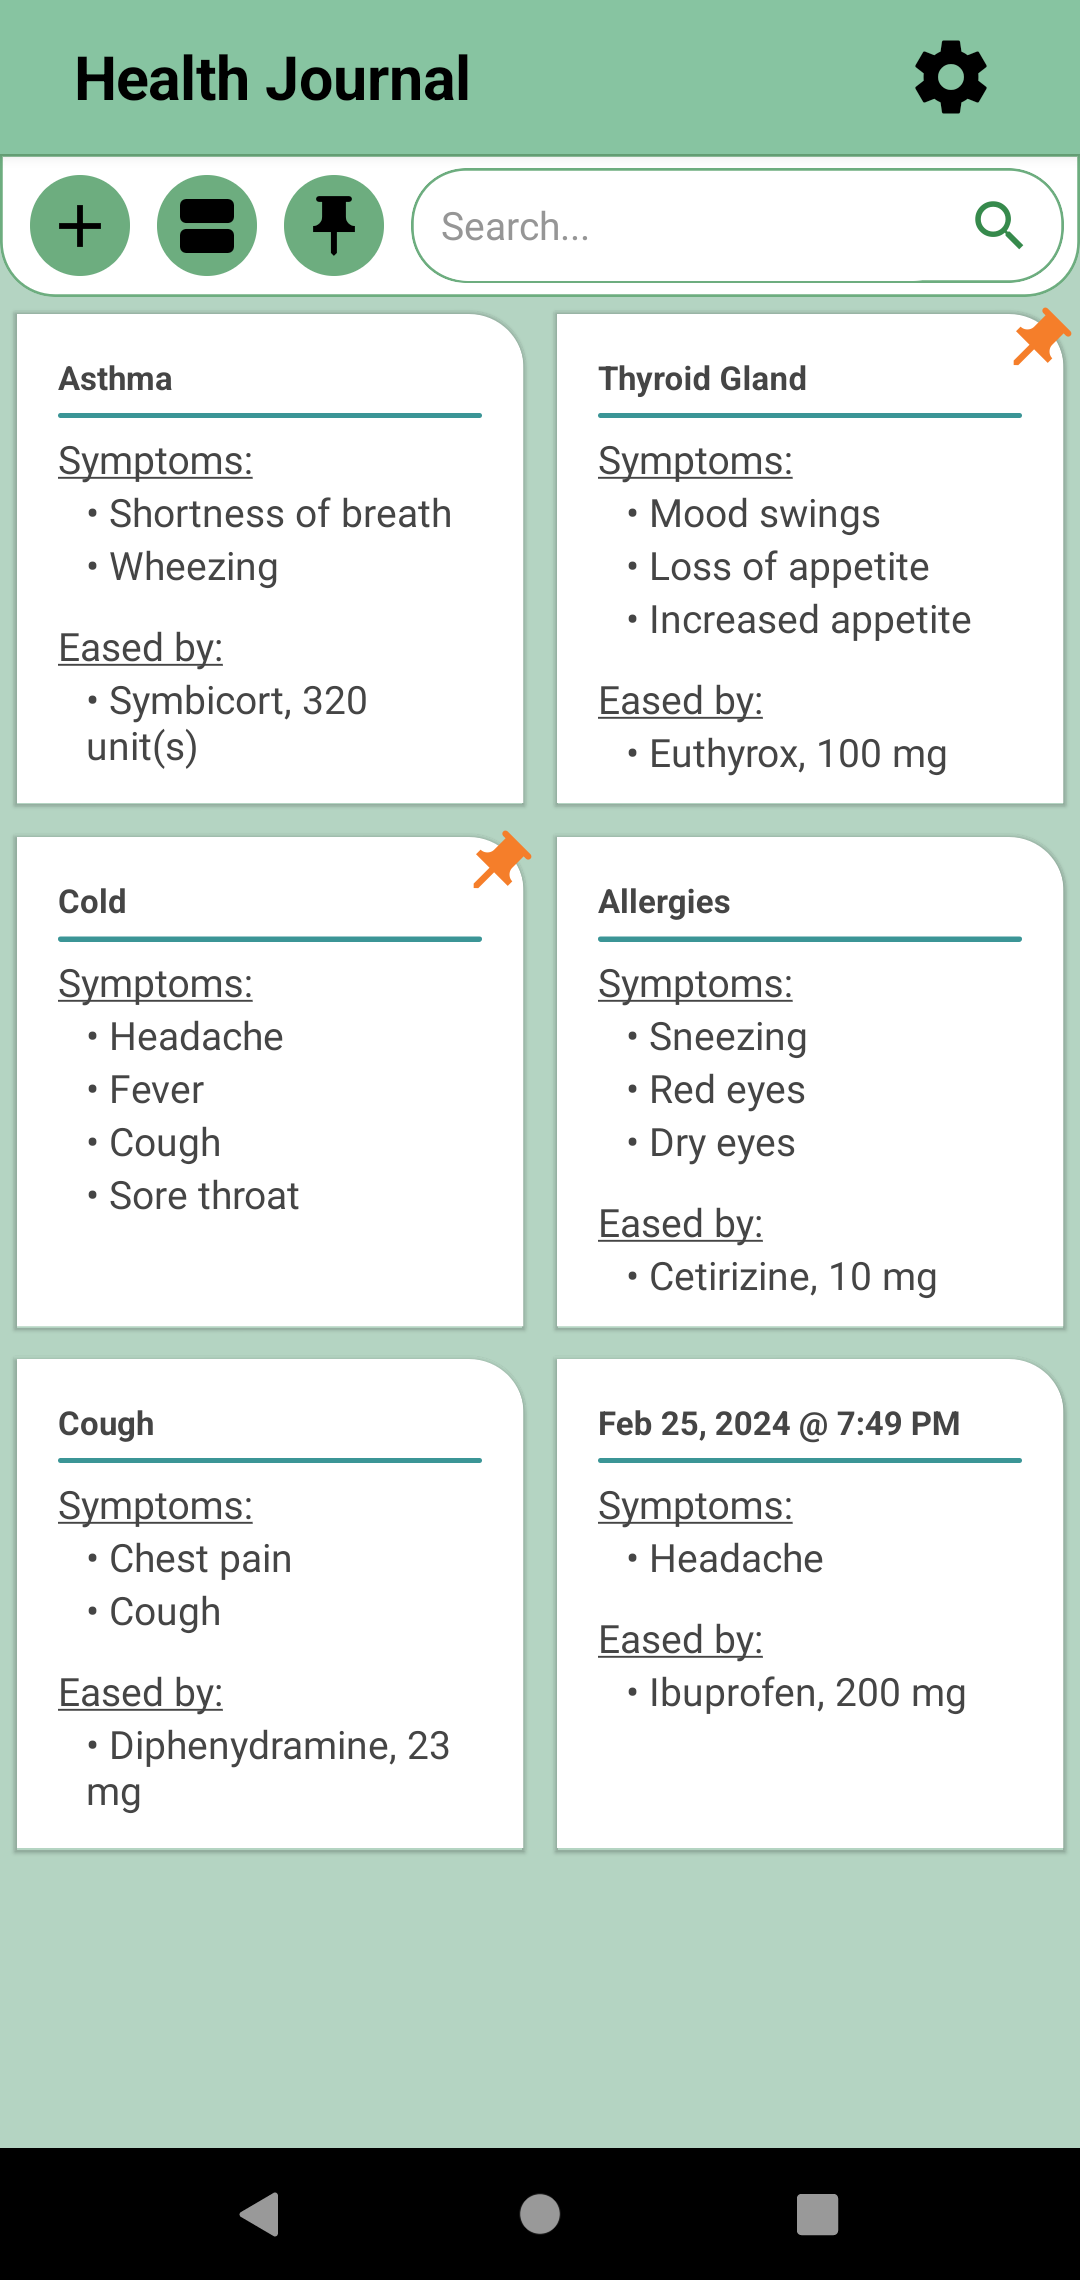 Health Journal
Search...
Asthma
Symptoms:
• Shortness of breath
• Wheezing
Eased by:
• Symbicort, 320
unit(s)
Thyroid Gland
Symptoms:
• Mood swings
• Loss of appetite
• Increased appetite
Eased by:
• Euthyrox, 100 mg
Cold
Symptoms:
• Headache
• Fever
• Cough
• Sore throat
Allergies
Symptoms:
• Sneezing
• Red eyes
• Dry eyes
Eased by:
• Cetirizine, 10 mg
Cough
Symptoms:
• Chest pain
• Cough
Eased by:
• Diphenydramine, 23
mg
Feb 25, 2024 @ 7:49 PM
Symptoms:
• Headache
Eased by:
• Ibuprofen, 200 mg